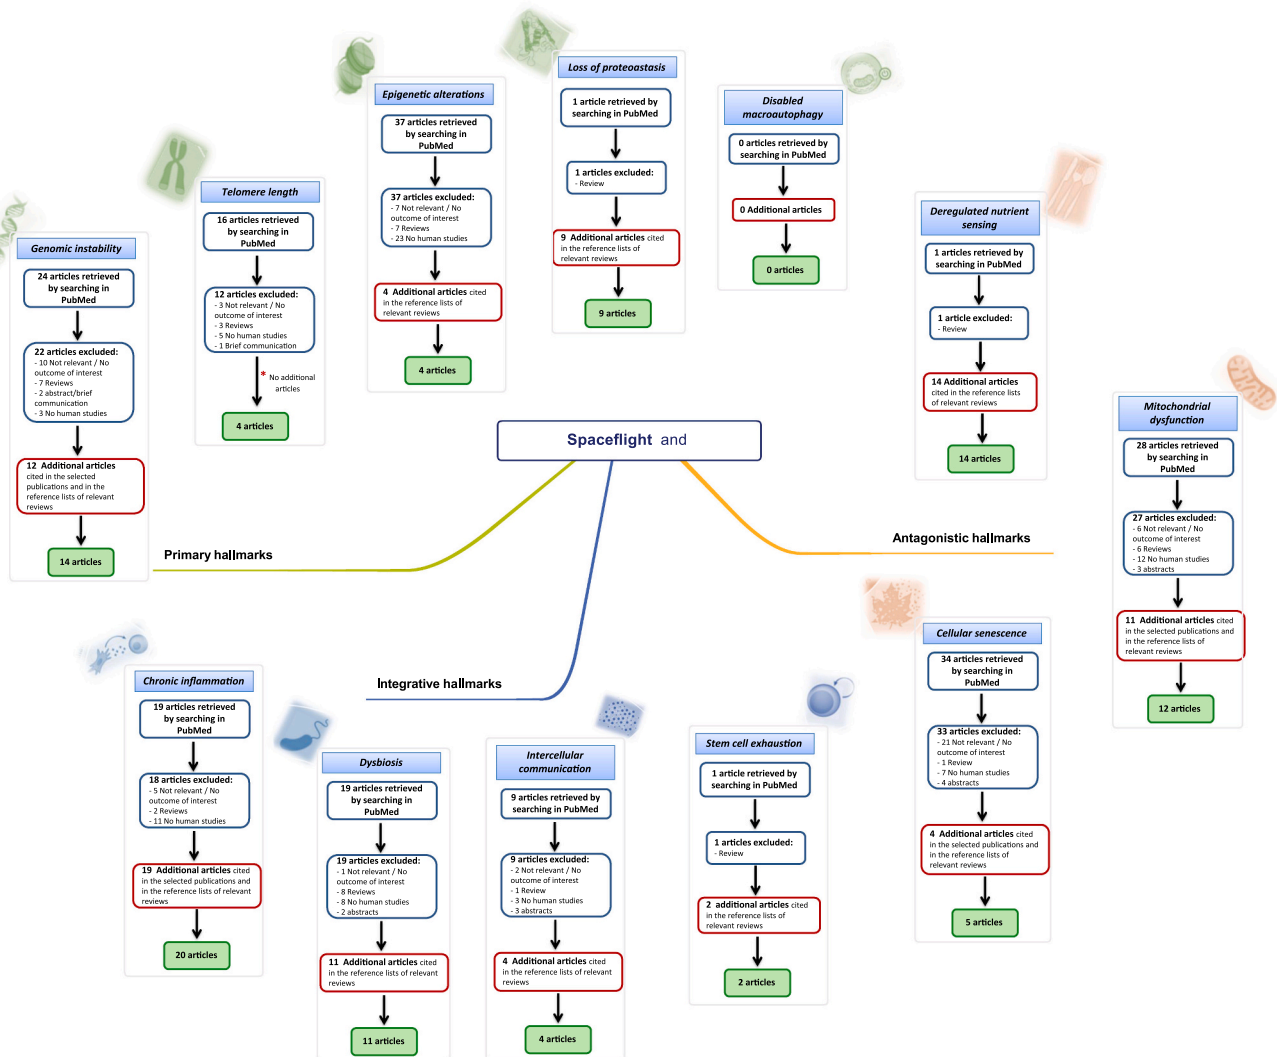 Spaceflight and
Primary hallmarks
Genomic instability
24 articles retrieved
by searching in
PubMed
22 articles excluded:
- 10 Not relevant / No
outcome of interest
- 7 Reviews
- 2 abstract/brief
communication
- 3 No human studies
12 Additional articles
cited in the selected
publications and in the
reference lists of relevant
reviews
14 articles
Telomere length
16 articles retrieved
by searching in
PubMed
12 articles excluded:
- 3 Not relevant / No
outcome of interest
- 3 Reviews
- 5 No human studies
- 1 Brief communication
* No additional
articles
4 articles
Epigenetic alterations
37 articles retrieved
by searching in
PubMed
37 articles excluded:
- 7 Not relevant / No
outcome of interest
- 7 Reviews
- 23 No human studies
4 Additional articles cited
in the reference lists of
relevant reviews
4 articles
Loss of proteoastasis
1 article retrieved by
searching in PubMed
1 articles excluded:
- Review
9 Additional articles cited
in the reference lists of
relevant reviews
9 articles
Disabled
macroautophagy
0 articles retrieved by
searching in PubMed
0 Additional articles
0 articles
Antagonistic hallmarks
Deregulated nutrient
sensing
1 articles retrieved by
searching in PubMed
1 article excluded:
- Review
14 Additional articles
cited in the reference lists
of relevant reviews
14 articles
Mitochondrial
dysfunction
28 articles retrieved
by searching in
PubMed
27 articles excluded:
- 6 Not relevant / No
outcome of interest
- 6 Reviews
- 12 No human studies
- 3 abstracts
11 Additional articles cited
in the selected publications and
in the reference lists of
relevant reviews
12 articles
Cellular senescence
34 articles retrieved
by searching in
PubMed
33 articles excluded:
- 21 Not relevant / No
outcome of interest
- 1 Review
- 7 No human studies
- 4 abstracts
4 Additional articles cited
in the selected publications and
in the reference lists of
relevant reviews
5 articles
Integrative hallmarks
Chronic inflammation
19 articles retrieved
by searching in
PubMed
18 articles excluded:
- 5 Not relevant / No
outcome of interest
- 2 Reviews
- 11 No human studies
19 Additional articles cited
in the selected publications and
in the reference lists of relevant
reviews
20 articles
Dysbiosis
19 articles retrieved
by searching in
PubMed
19 articles excluded:
- 1 Not relevant / No
outcome of interest
- 8 Reviews
- 8 No human studies
- 2 abstracts
11 Additional articles cited
in the reference lists of relevant
reviews
11 articles
Intercellular
communication
9 articles retrieved by
searching in PubMed
9 articles excluded:
- 2 Not relevant / No
outcome of interest
- 1 Review
- 3 No human studies
- 3 abstracts
4 Additional articles cited
in the reference lists of relevant
reviews
4 articles
Stem cell exhaustion
1 article retrieved by
searching in PubMed
1 articles excluded:
- Review
2 additional articles cited
in the reference lists of
relevant reviews
2 articles